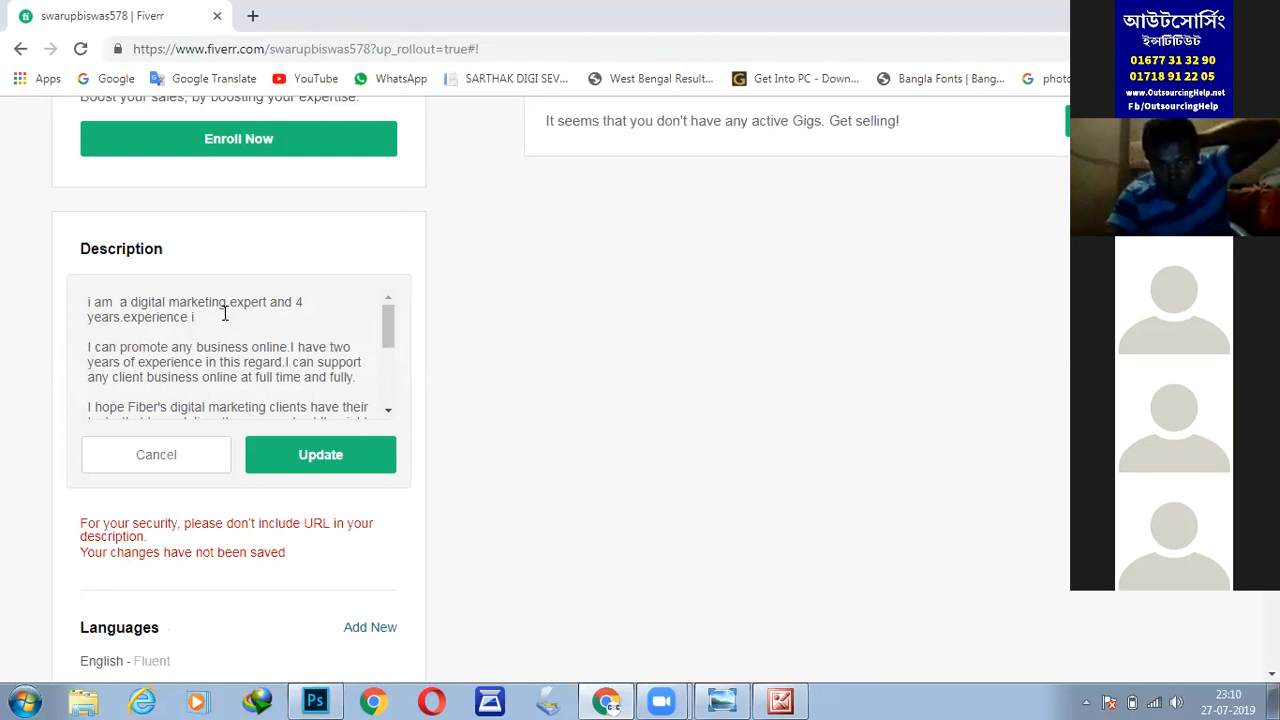 swarupbiswas578 | Fiverr
https://www.fiverr.com/swarupbiswas578?up_rollout=true#!
Apps Google Google Translate YouTube WhatsApp SARTHAK DIGI SEV... West Bengal Result... Get Into PC - Down... Bangla Fonts | Bang... photo
Boost your sales, by boosting your expertise.
Enroll Now
It seems that you don't have any active Gigs. Get selling!
Description
i am a digital marketing expert and 4
years.experience i
I can promote any business online.I have two
years of experience in this regard.I can support
any client business online at full time and fully.
I hope Fiber's digital marketing clients have their
Cancel Update
For your security, please don't include URL in your
description.
Your changes have not been saved
Languages Add New
English - Fluent
আউটসোর্সিং
ইন্সটিটিউট
01677 31 32 90
01718 91 22 05
www.OutsourcingHelp.net
Fb/OutsourcingHelp
Ps
23:10
27-07-2019